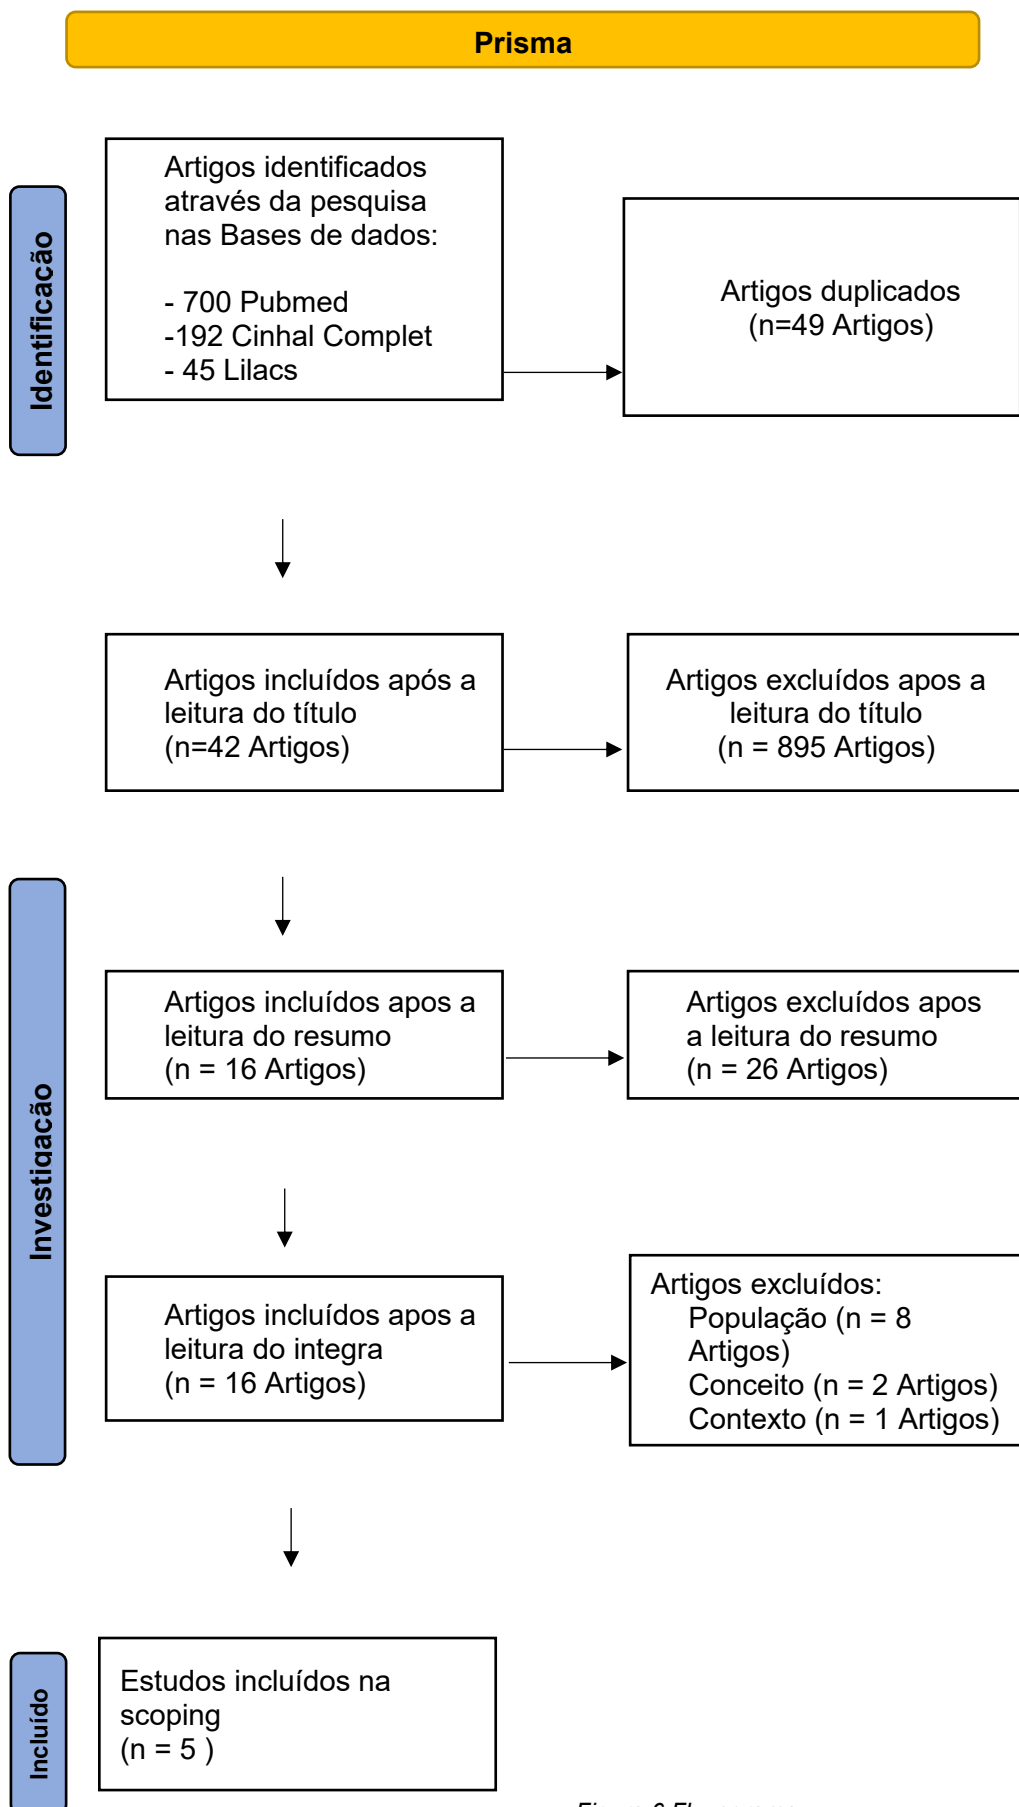 Prisma
Identificação
Artigos identificados
através da pesquisa
nas Bases de dados:
- 700 Pubmed
-192 Cinhal Complet
- 45 Lilacs
Artigos duplicados
(n=49 Artigos)
Artigos incluídos após a
leitura do título
(n=42 Artigos)
Artigos excluídos apos a
leitura do título
(n = 895 Artigos)
Investigação
Artigos incluídos apos a
leitura do resumo
(n = 16 Artigos)
Artigos excluídos apos
a leitura do resumo
(n = 26 Artigos)
Artigos incluídos apos a
leitura do integra
(n = 16 Artigos)
Artigos excluídos:
População (n = 8
Artigos)
Conceito (n = 2 Artigos)
Contexto (n = 1 Artigos)
Incluído
Estudos incluídos na
scoping
(n = 5 )